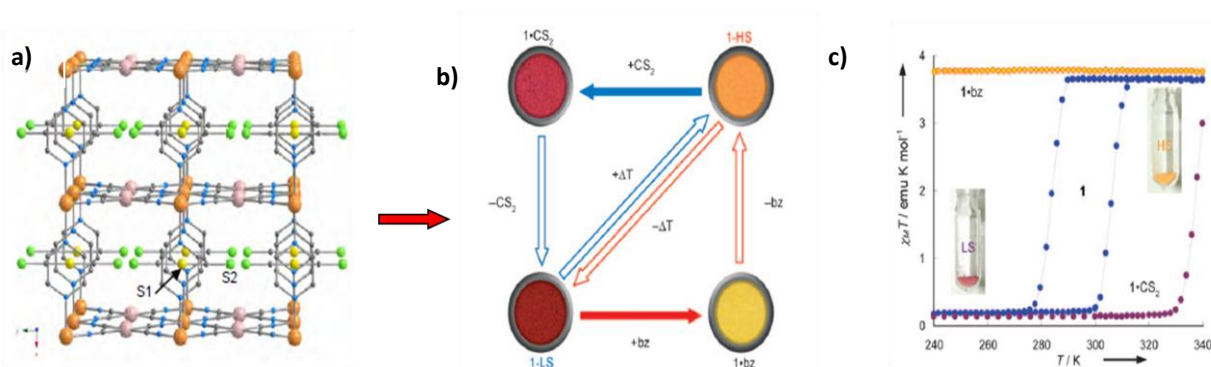 a)
S1
S2
b)
1•CS₂
1-HS
+CS₂
–CS₂
+ΔT
–ΔT
–bz
+bz
1-LS
1•bz
c)
χMT / emu K mol⁻¹
4
3
2
1
0
1•bz
1
HS
LS
1•CS₂
240
260
280
300
320
340
T / K